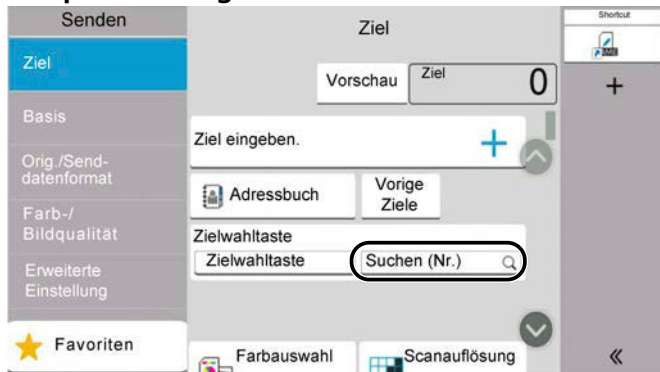 Senden
Ziel
Shortcut
Ziel
Vorschau
Ziel
0
Basis
Ziel eingeben.
Orig./Send-
datenformat
Adressbuch
Vorige
Ziele
Farb-/
Bildqualität
Zielwahltaste
Zielwahltaste
Suchen (Nr.)
Erweiterte
Einstellung
Favoriten
Farbauswahl
Scanauflösung